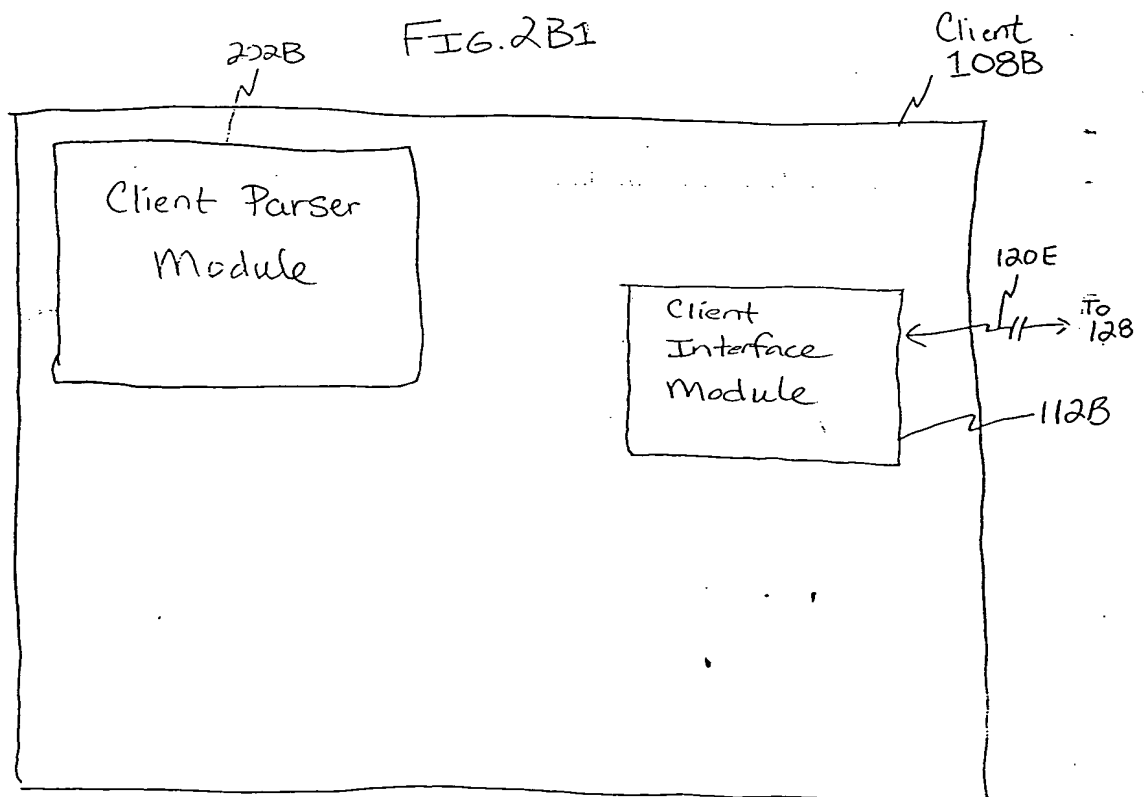 FIG. 2B1
202B
Client
108B
Client Parser
Module
120E
To
128
Client
Interface
Module
112B